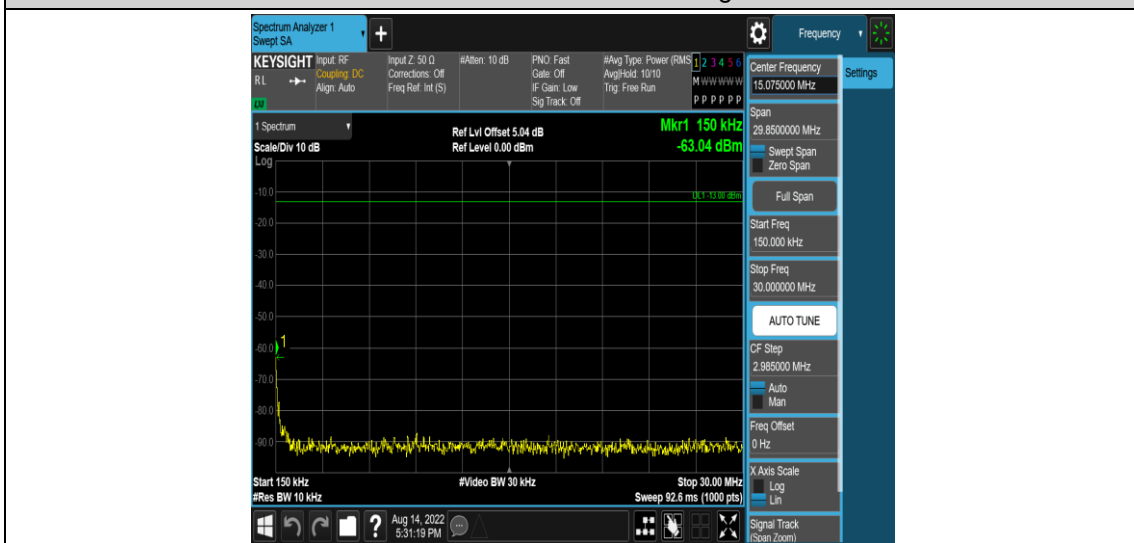 Spectrum Analyzer 1
Swept SA
+
Frequency
KEYSIGHT
RL
Input: RF
Coupling: DC
Align: Auto
Input Z: 50 Ω
Corrections: Off
Freq Ref: Int (S)
#Atten: 10 dB
PNO: Fast
Gate: Off
IF Gain: Low
Sig Track: Off
#Avg Type: Power (RMS
Avg|Hold: 10/10
Trig: Free Run
1 2 3 4 5 6
M W W W W W
P P P P P P
1 Spectrum
Scale/Div 10 dB
Log
Ref Lvl Offset 5.04 dB
Ref Level 0.00 dBm
Mkr1 150 kHz
-63.04 dBm
DL1 -13.00 dBm
-10.0
-20.0
-30.0
-40.0
-50.0
-60.0
1
-70.0
-80.0
-90.0
Start 150 kHz
#Res BW 10 kHz
#Video BW 30 kHz
Stop 30.00 MHz
Sweep 92.6 ms (1000 pts)
?
Aug 14, 2022
5:31:19 PM
Center Frequency
15.075000 MHz
Settings
Span
29.8500000 MHz
Swept Span
Zero Span
Full Span
Start Freq
150.000 kHz
Stop Freq
30.000000 MHz
AUTO TUNE
CF Step
2.985000 MHz
Auto
Man
Freq Offset
0 Hz
X Axis Scale
Log
Lin
Signal Track
(Span Zoom)